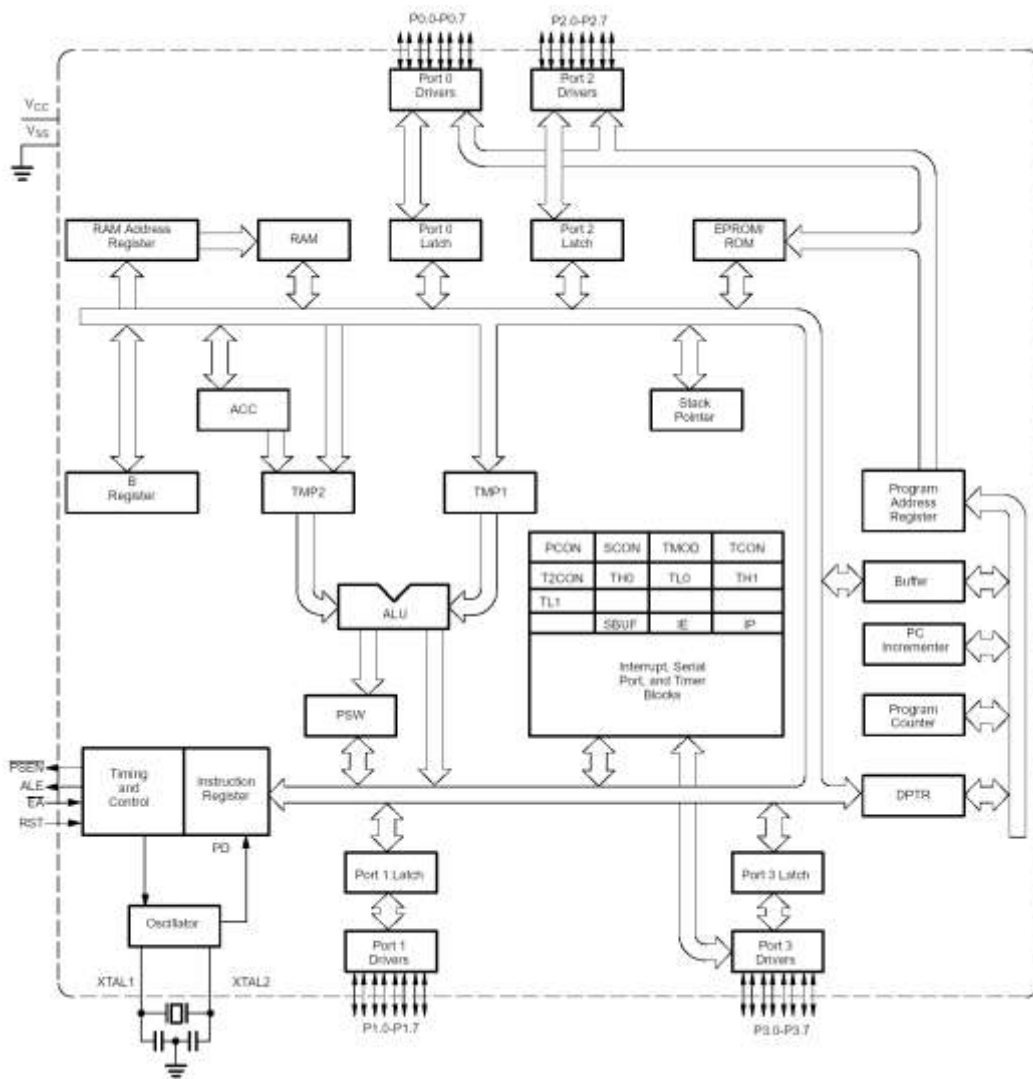 P0.0-P0.7
P2.0-P2.7
Port 0
Drivers
Port 2
Drivers
VCC
VSS
RAM Address
Register
RAM
Port 0
Latch
Port 2
Latch
EPROM/
ROM
ACC
Stack
Pointer
B
Register
TMP2
TMP1
Program
Address
Register
PCON SCON TMOD TCON
T2CON TH0 TL0 TH1
TL1
SBUF IE IP
Interrupt, Serial
Port, and Timer
Blocks
Buffer
ALU
PC
Incrementer
PSW
Program
Counter
PSEN
ALE
EA
RST
Timing
and
Control
Instruction
Register
DPTR
PD
Port 1 Latch
Port 3 Latch
Oscillator
Port 1
Drivers
Port 3
Drivers
XTAL1
XTAL2
P1.0-P1.7
P3.0-P3.7